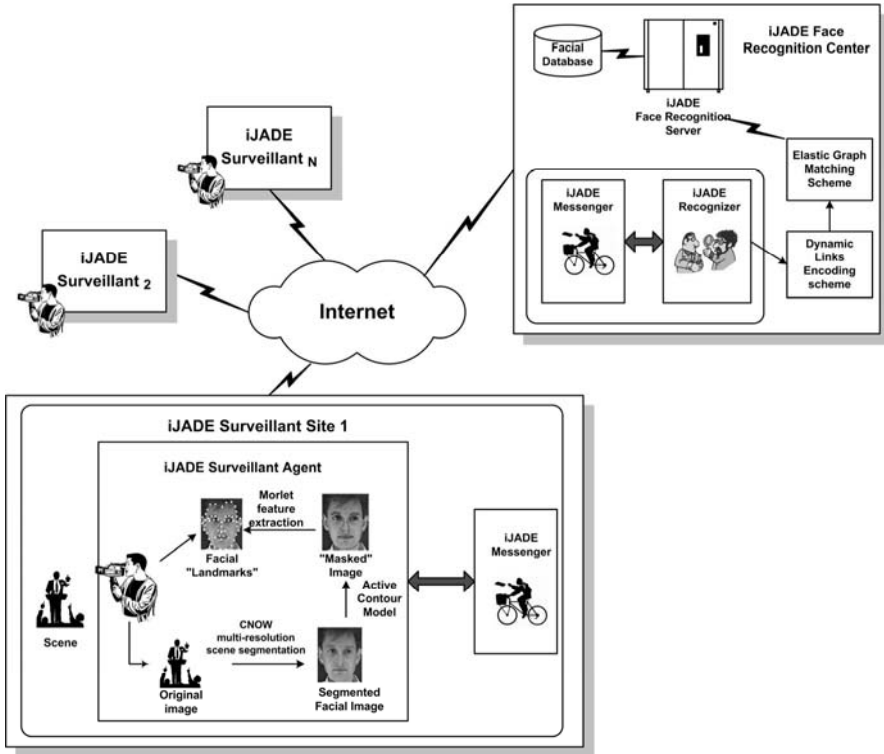 iJADE Face
Recognition Center
Facial
Database
iJADE
Face Recognition
Server
iJADE
Surveillant N
Elastic Graph
Matching
Scheme
iJADE
Messenger
iJADE
Recognizer
iJADE
Surveillant 2
Dynamic
Links
Encoding
scheme
Internet
iJADE Surveillant Site 1
iJADE Surveillant Agent
Morlet
feature
extraction
Facial
"Landmarks"
"Masked"
Image
iJADE
Messenger
Active
Contour
Model
CNOW
multi-resolution
scene segmentation
Scene
Original
image
Segmented
Facial Image